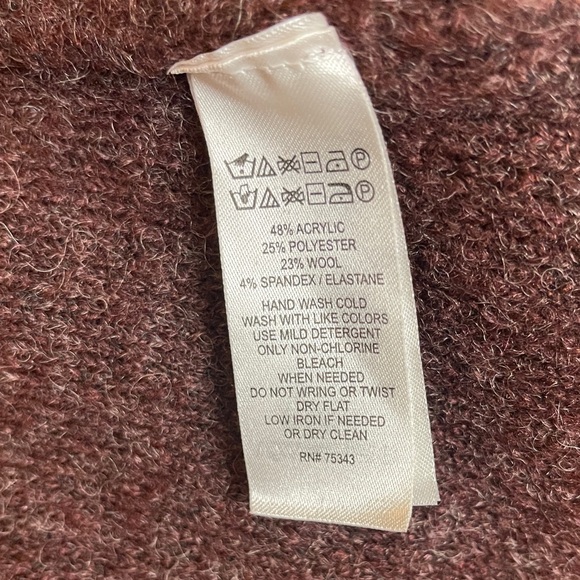 48% ACRYLIC
25% POLYESTER
23% WOOL
4% SPANDEX / ELASTANE
HAND WASH COLD
WASH WITH LIKE COLORS
USE MILD DETERGENT
ONLY NON-CHLORINE
BLEACH
WHEN NEEDED
DO NOT WRING OR TWIST
DRY FLAT
LOW IRON IF NEEDED
OR DRY CLEAN
RN# 75343